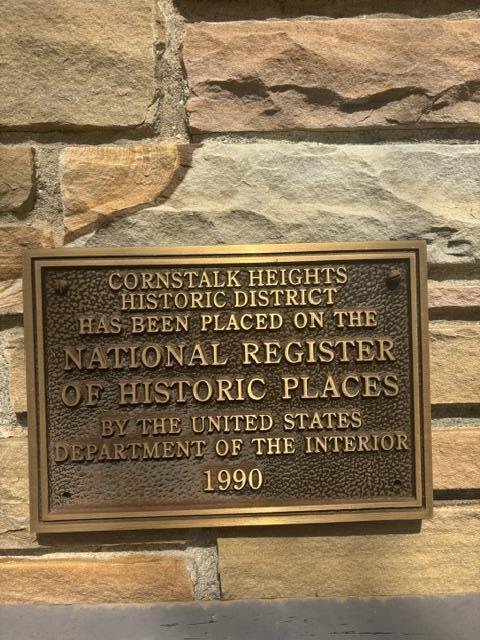 CORNSTALK HEIGHTS
HISTORIC DISTRICT
HAS BEEN PLACED ON THE
NATIONAL REGISTER
OF HISTORIC PLACES
BY THE UNITED STATES
DEPARTMENT OF THE INTERIOR
1990